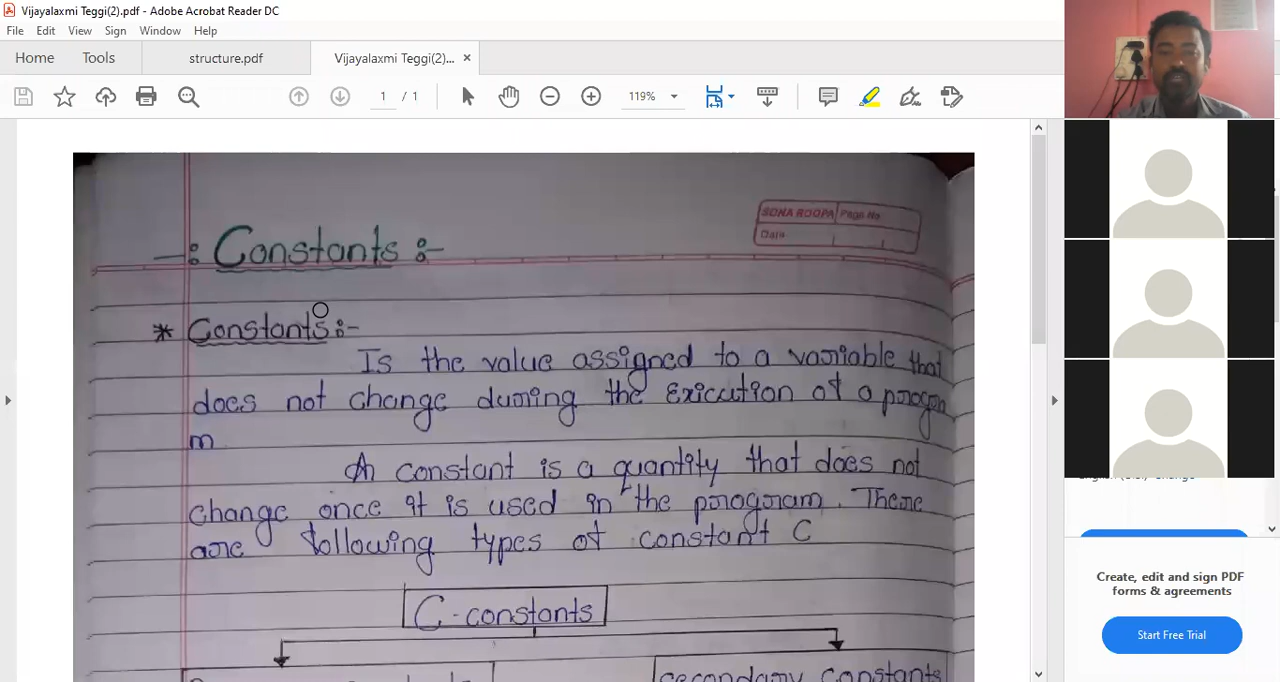 Vijayalaxmi Teggi(2).pdf - Adobe Acrobat Reader DC
File Edit View Sign Window Help
Home Tools structure.pdf Vijayalaxmi Teggi(2)... ×
1 / 1 119%
SONA ROOPA Page No
Date
-: Constants :-
* Constants:-
Is the value assigned to a variable that
does not change during the Exicution of a progra
m
A constant is a quantity that does not
change once it is used in the program. There
are following types of constant C
C-constants
secondary constants
Change
Create, edit and sign PDF
forms & agreements
Start Free Trial